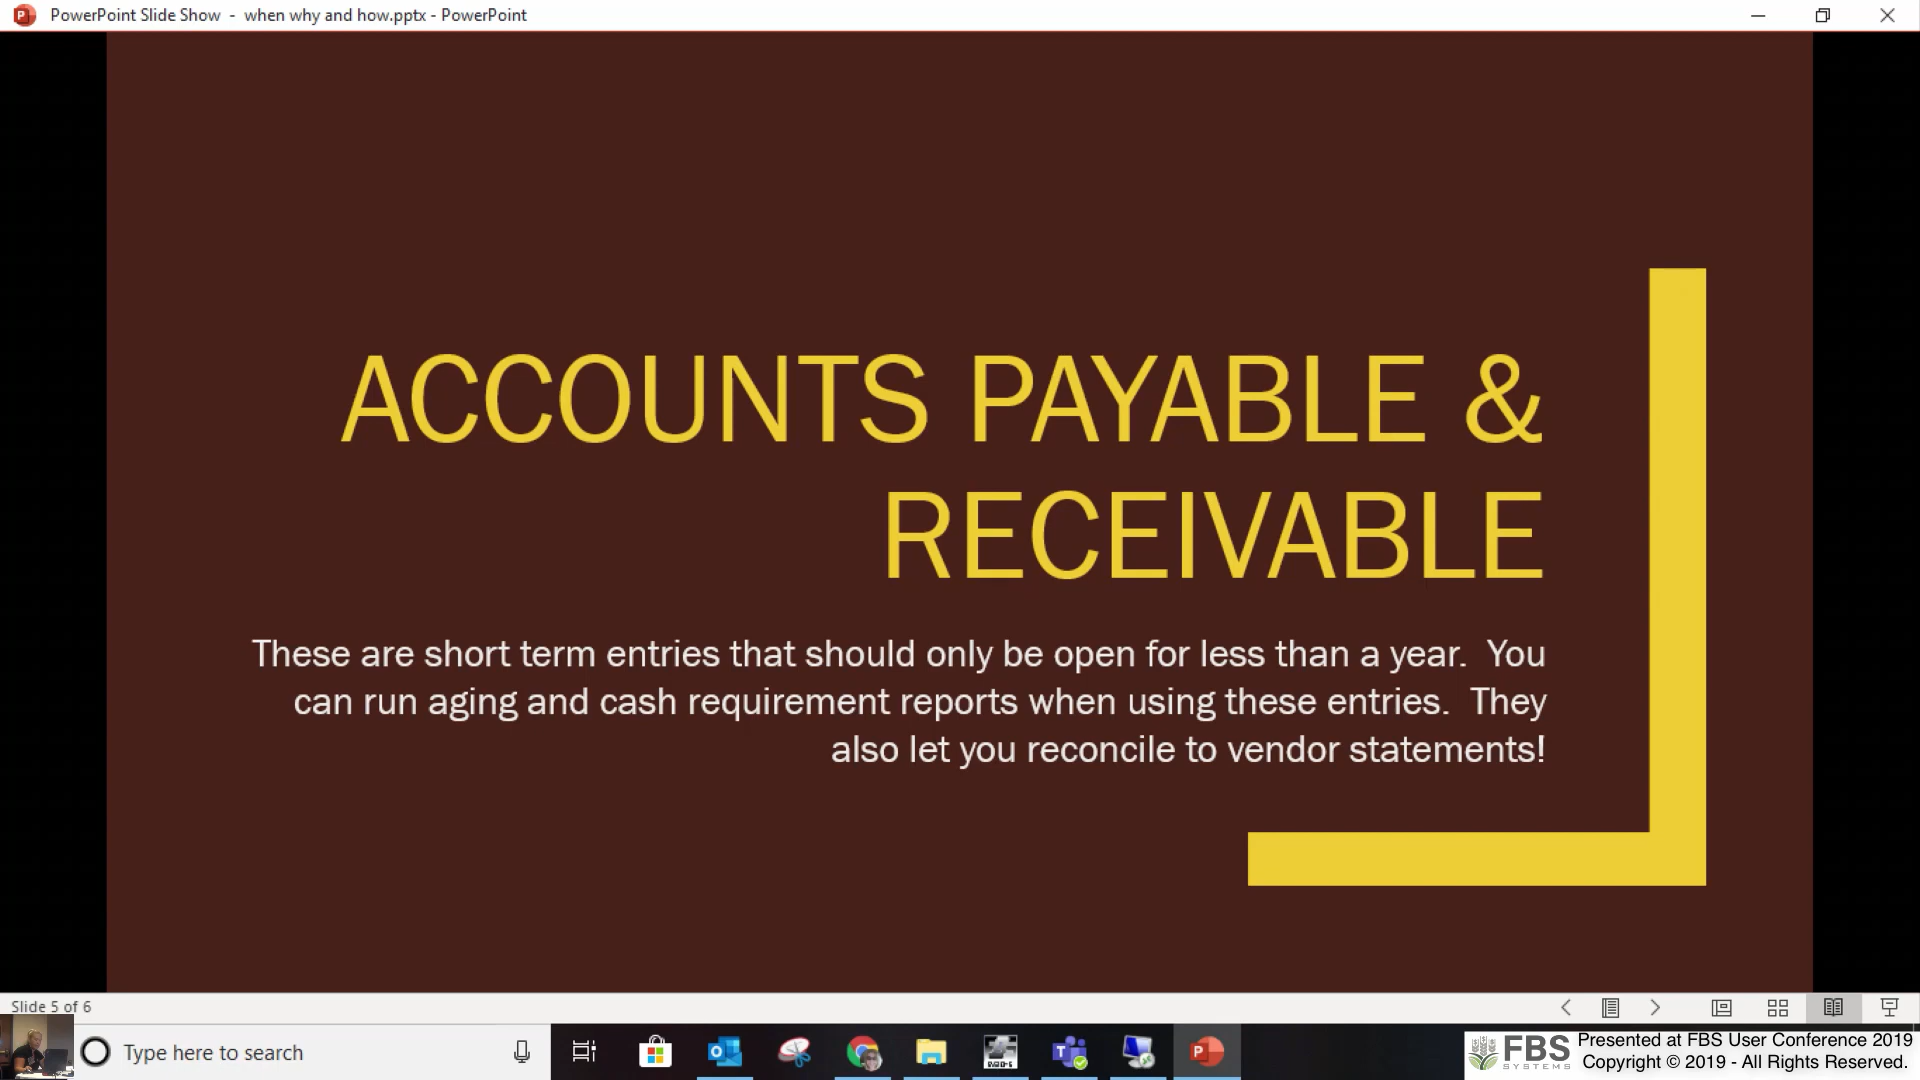 PowerPoint Slide Show - when why and how.pptx - PowerPoint
ACCOUNTS PAYABLE &
RECEIVABLE
These are short term entries that should only be open for less than a year. You
can run aging and cash requirement reports when using these entries. They
also let you reconcile to vendor statements!
Slide 5 of 6
Type here to search
FBS
SYSTEMS
Presented at FBS User Conference 2019
Copyright © 2019 - All Rights Reserved.